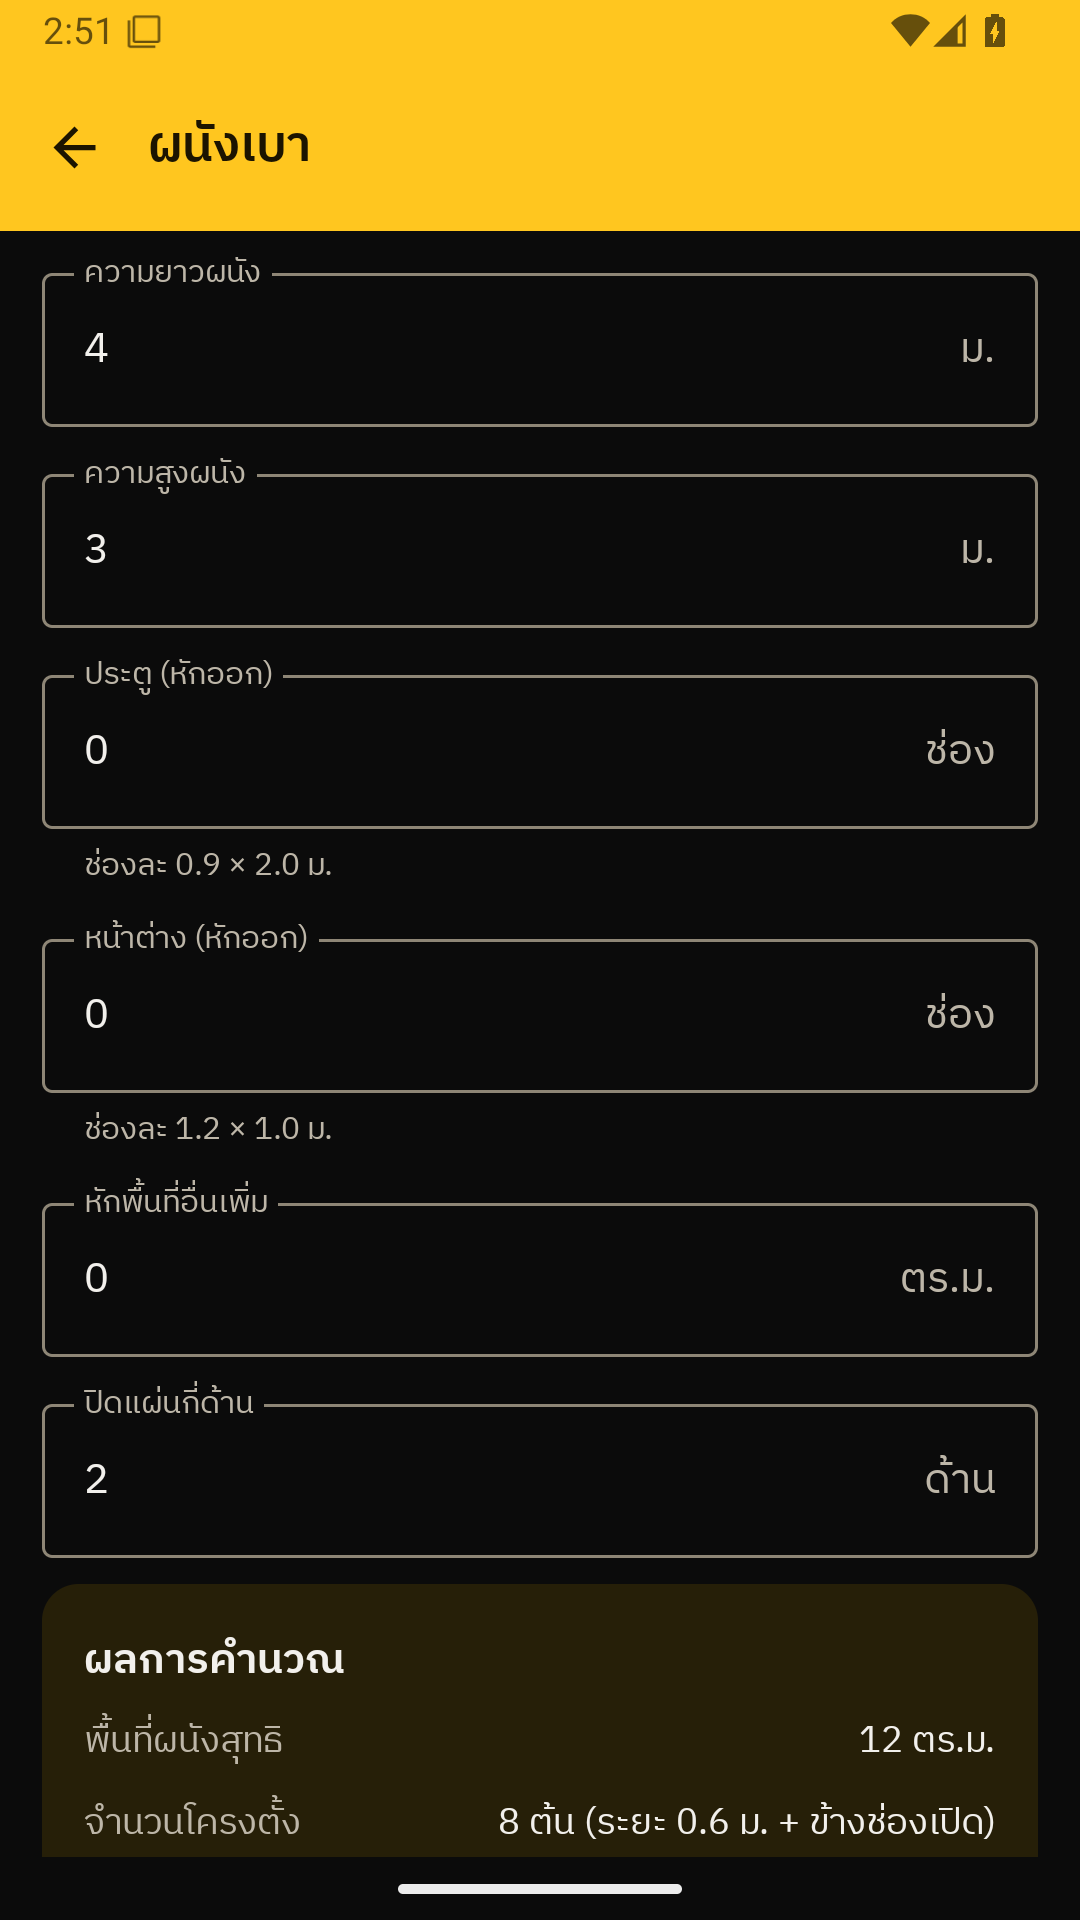 2:51
ผนังเบา
ความยาวผนัง
4 ม.
ความสูงผนัง
3 ม.
ประตู (หักออก)
0 ช่อง
ช่องละ 0.9 × 2.0 ม.
หน้าต่าง (หักออก)
0 ช่อง
ช่องละ 1.2 × 1.0 ม.
หักพื้นที่อื่นเพิ่ม
0 ตร.ม.
ปิดแผ่นกี่ด้าน
2 ด้าน
ผลการคำนวณ
พื้นที่ผนังสุทธิ 12 ตร.ม.
จำนวนโครงตั้ง 8 ต้น (ระยะ 0.6 ม. + ข้างช่องเปิด)